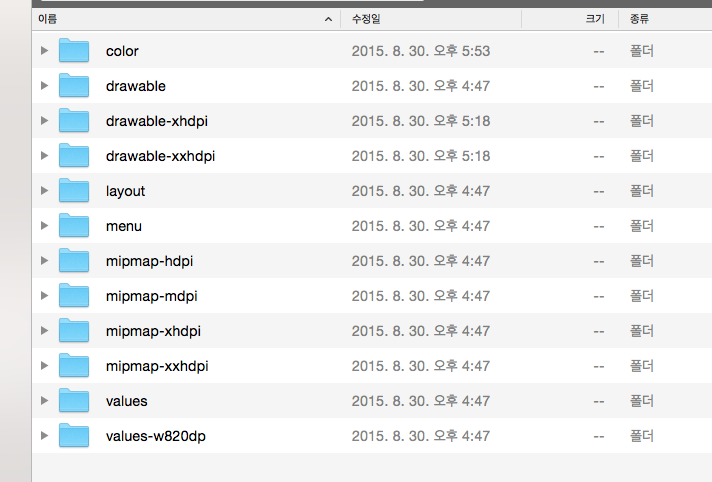 이름 수정일 크기 종류
color 2015. 8. 30. 오후 5:53 -- 폴더
drawable 2015. 8. 30. 오후 4:47 -- 폴더
drawable-xhdpi 2015. 8. 30. 오후 5:18 -- 폴더
drawable-xxhdpi 2015. 8. 30. 오후 5:18 -- 폴더
layout 2015. 8. 30. 오후 4:47 -- 폴더
menu 2015. 8. 30. 오후 4:47 -- 폴더
mipmap-hdpi 2015. 8. 30. 오후 4:47 -- 폴더
mipmap-mdpi 2015. 8. 30. 오후 4:47 -- 폴더
mipmap-xhdpi 2015. 8. 30. 오후 4:47 -- 폴더
mipmap-xxhdpi 2015. 8. 30. 오후 4:47 -- 폴더
values 2015. 8. 30. 오후 4:47 -- 폴더
values-w820dp 2015. 8. 30. 오후 4:47 -- 폴더